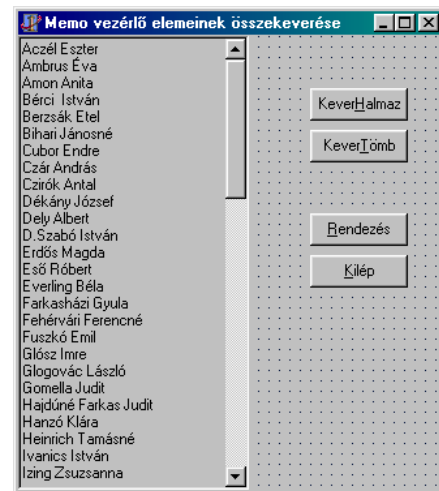 Memo vezérlő elemeinek összekeverése
Aczél Eszter
Ambrus Éva
Amon Anita
Bérci István
Berzsák Etel
Bihari Jánosné
Cubor Endre
Czár András
Czirók Antal
Dékány József
Dely Albert
D.Szabó István
Erdős Magda
Eső Róbert
Everling Béla
Farkasházi Gyula
Fehérvári Ferencné
Fuszkó Emil
Glósz Imre
Glogovác László
Gomella Judit
Hajdúné Farkas Judit
Hanzó Klára
Heinrich Tamásné
Ivanics István
Izing Zsuzsanna
KeverHalmaz
KeverTömb
Rendezés
Kilép